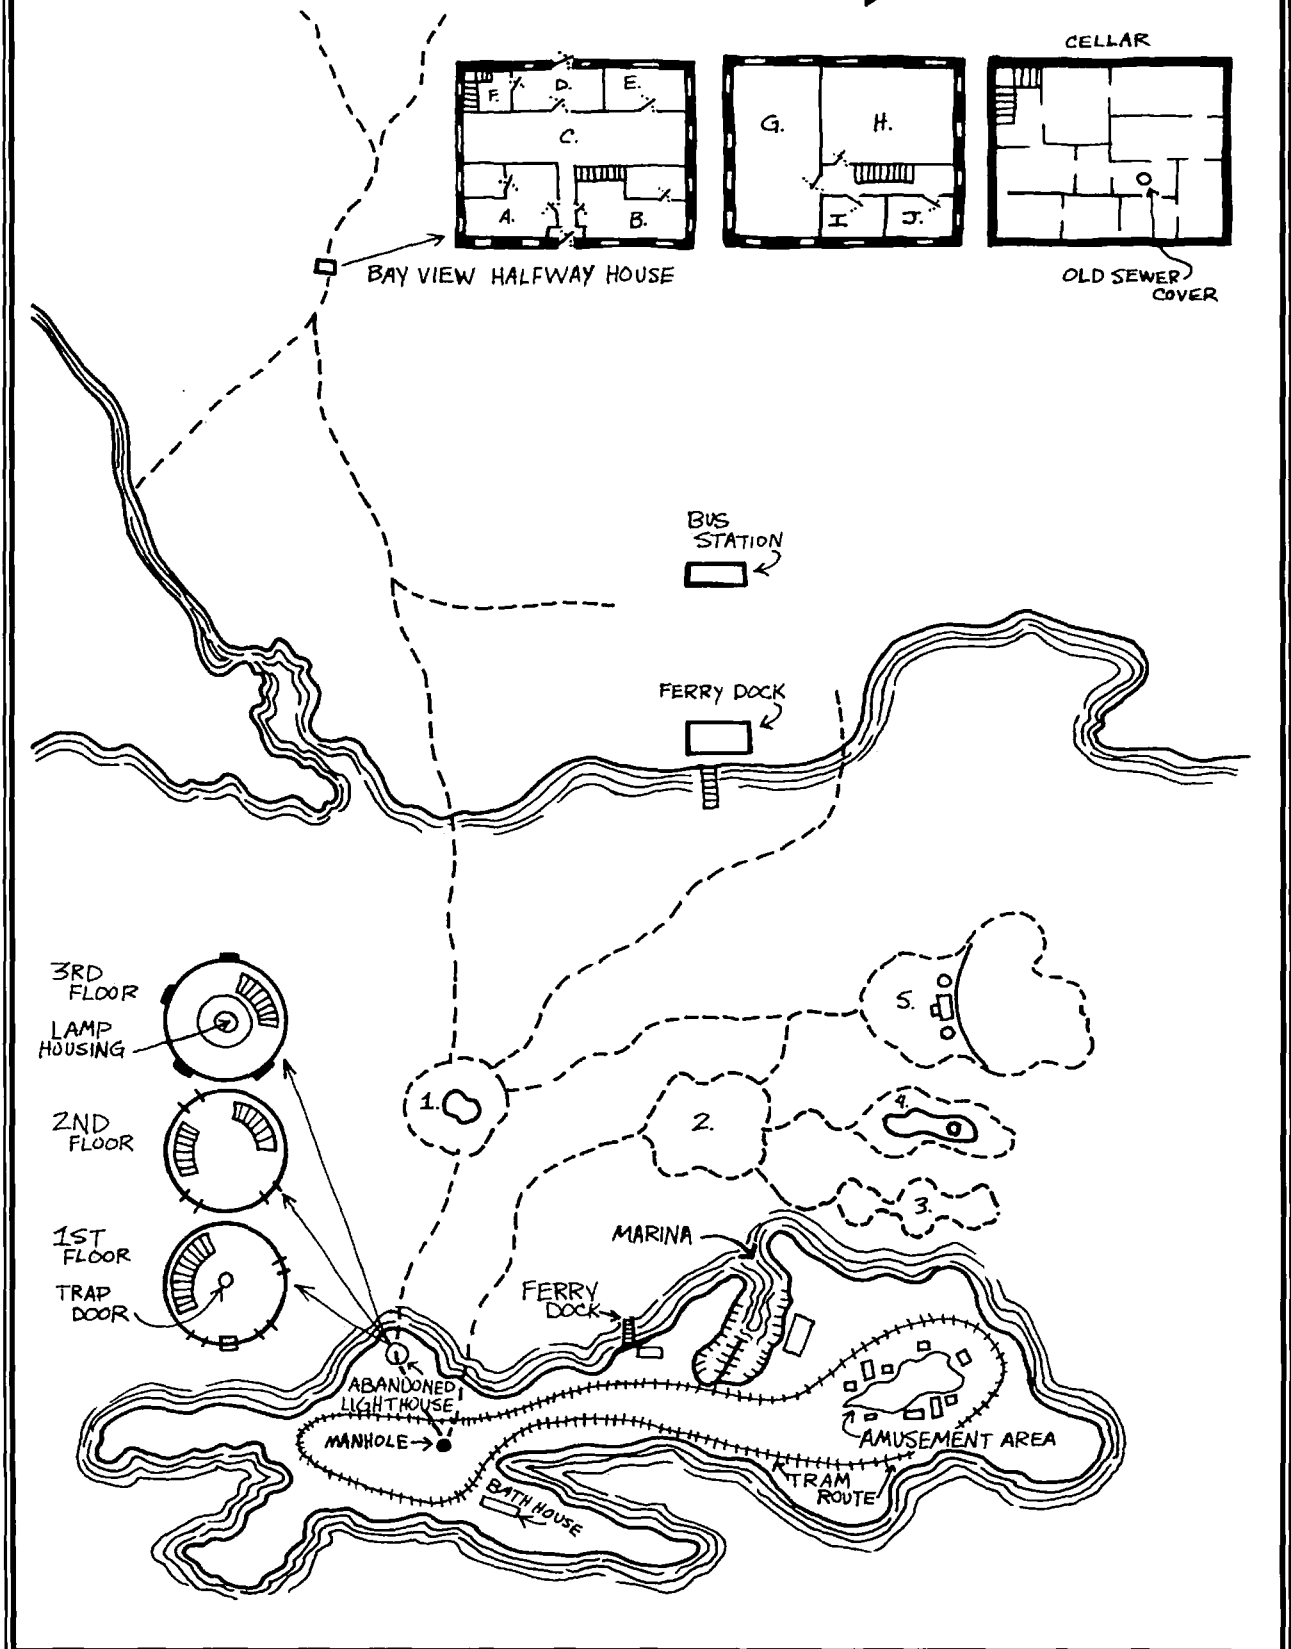 CELLAR
F.
D.
E.
C.
A.
B.
G.
H.
I
J.
BAY VIEW HALFWAY HOUSE
OLD SEWER
COVER
BUS
STATION
FERRY DOCK
3RD
FLOOR
LAMP
HOUSING
5.
1.
2.
4.
3.
2ND
FLOOR
1ST
FLOOR
TRAP
DOOR
MARINA
FERRY
DOCK
ABANDONED
LIGHTHOUSE
MANHOLE
AMUSEMENT AREA
TRAM
ROUTE
BATH HOUSE